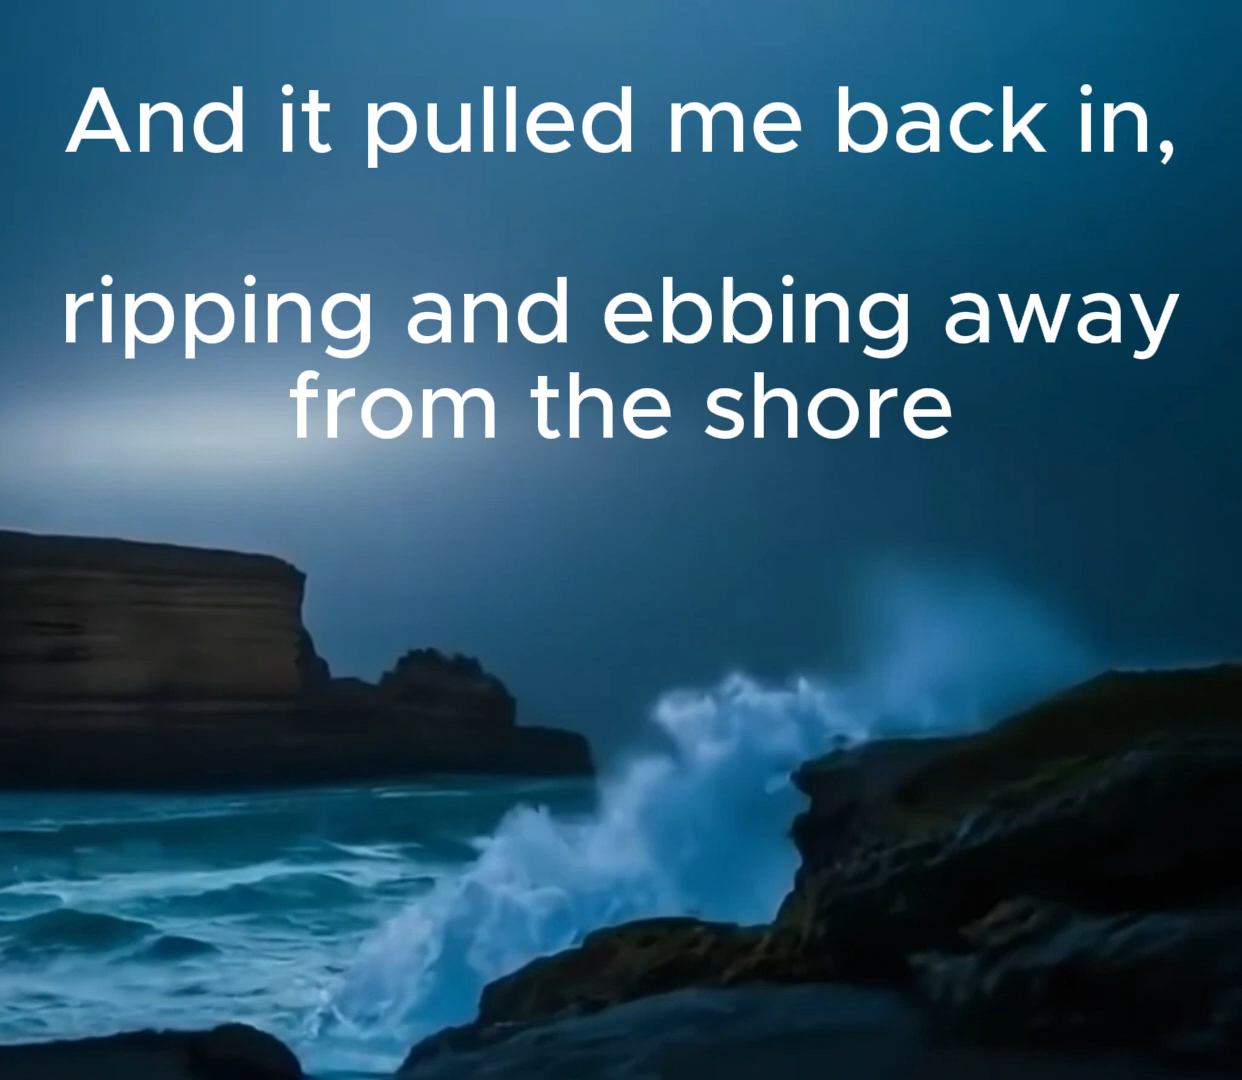 And it pulled me back in,
ripping and ebbing away
from the shore